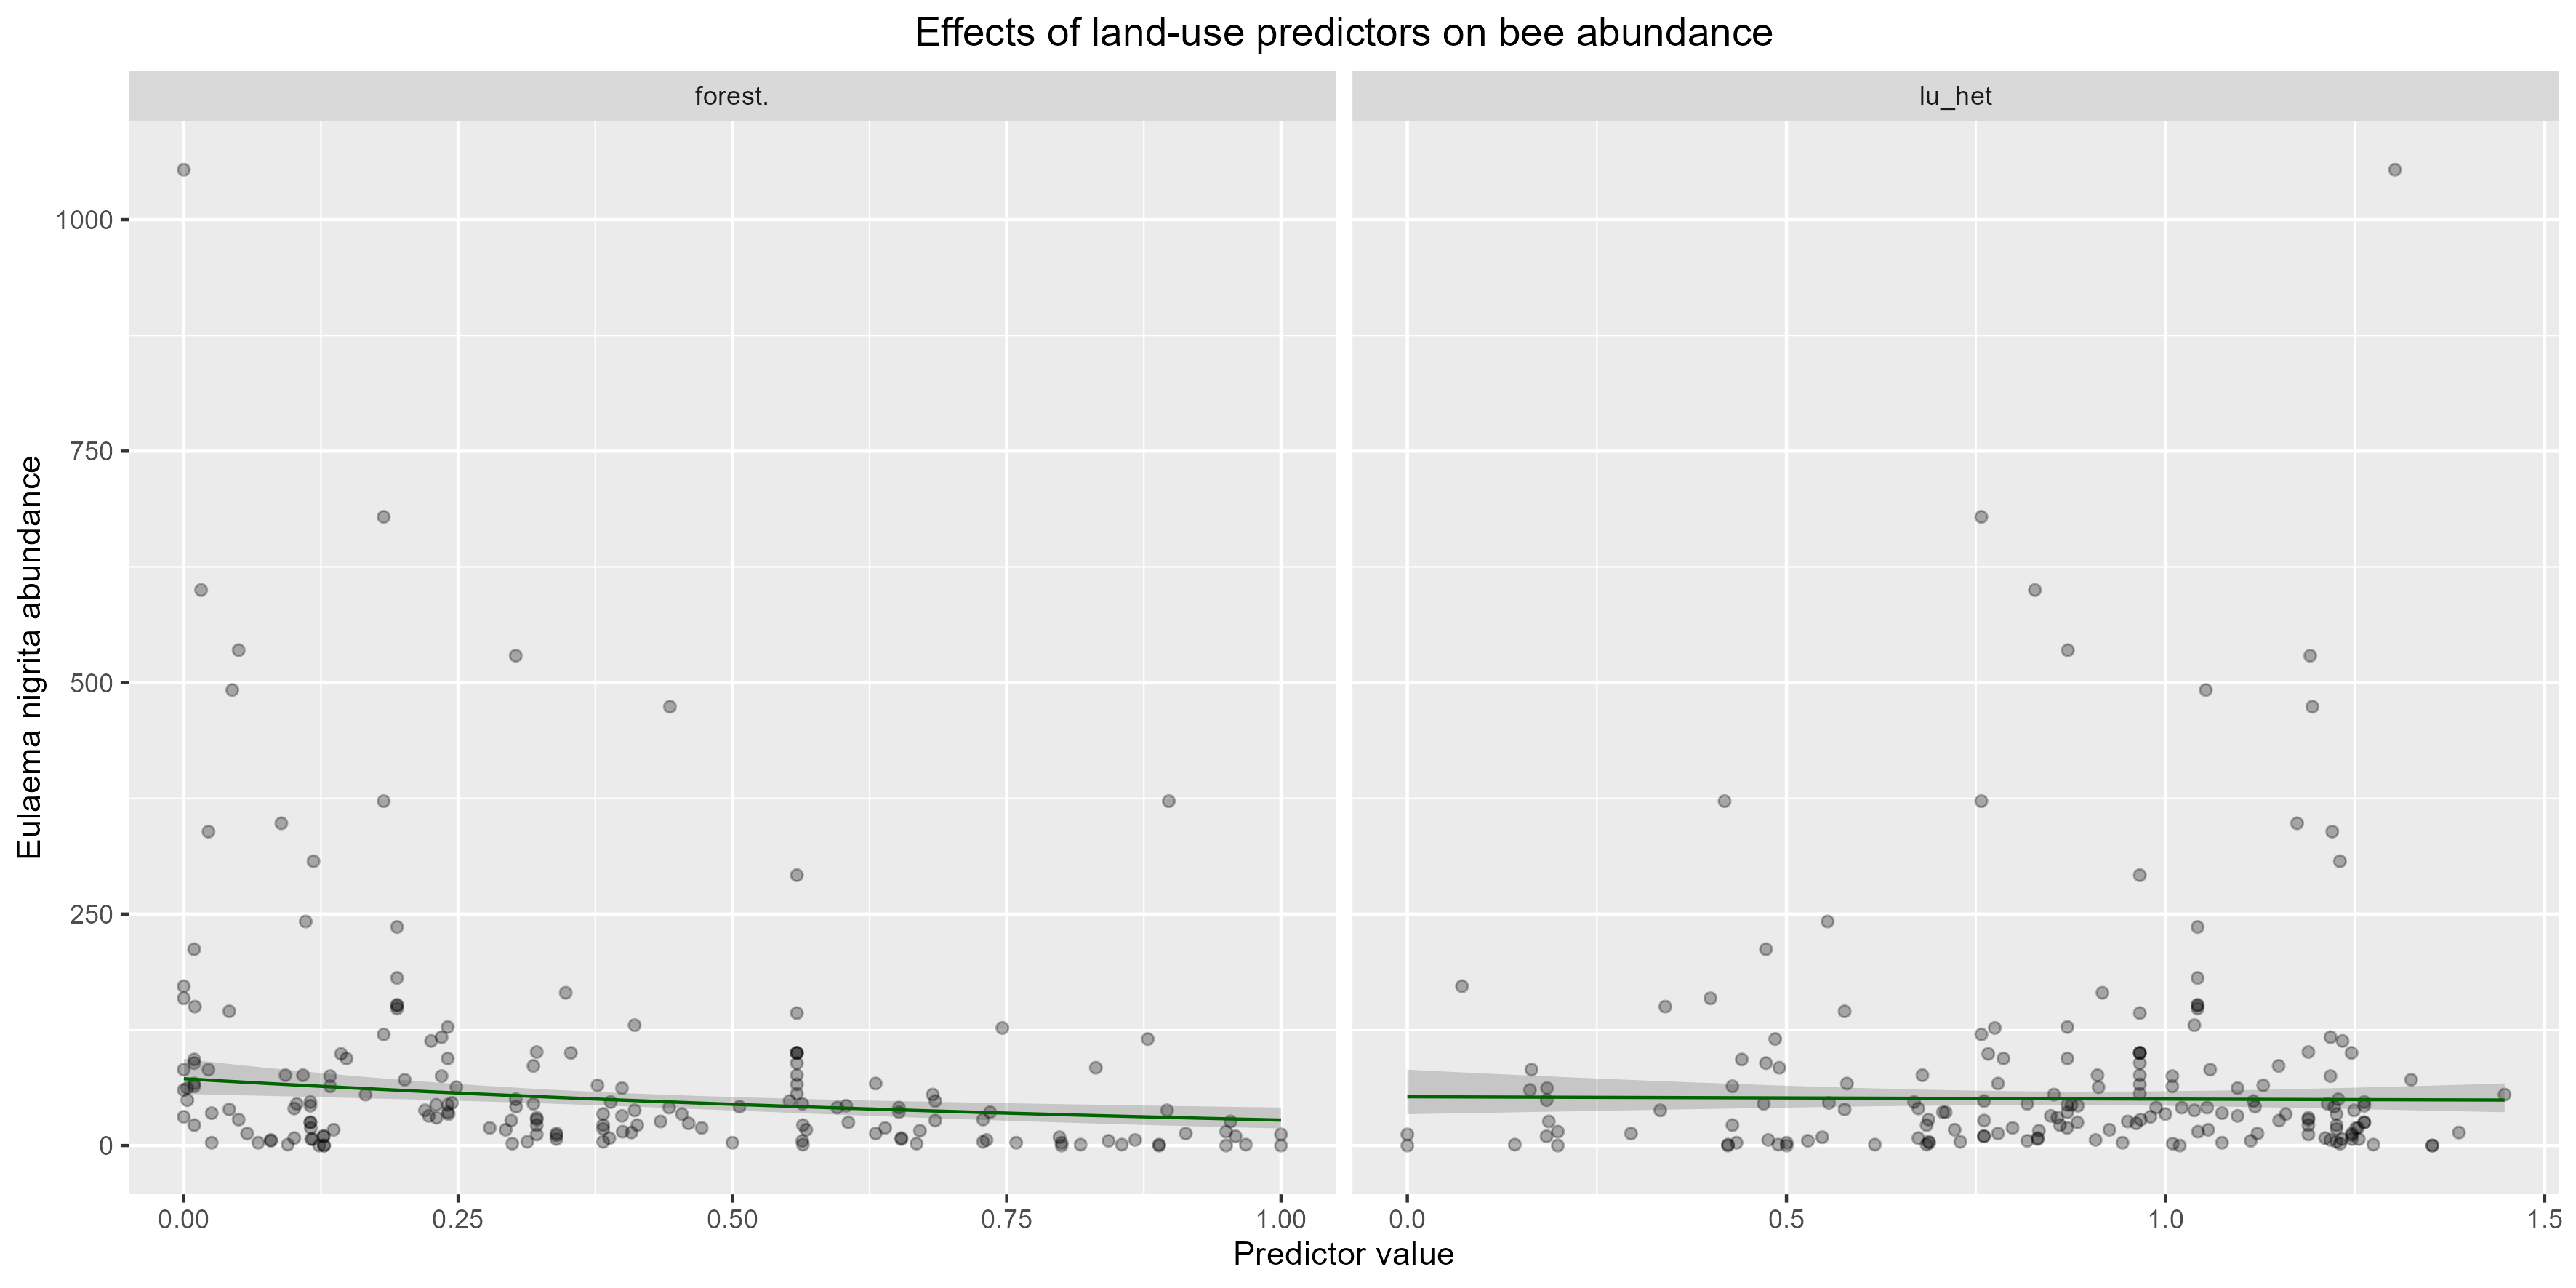 Effects of land-use predictors on bee abundance
forest.
lu_het
Eulaema nigrita abundance
1000
750
500
250
0
0.00 0.25 0.50 0.75 1.00
0.0 0.5 1.0 1.5
Predictor value